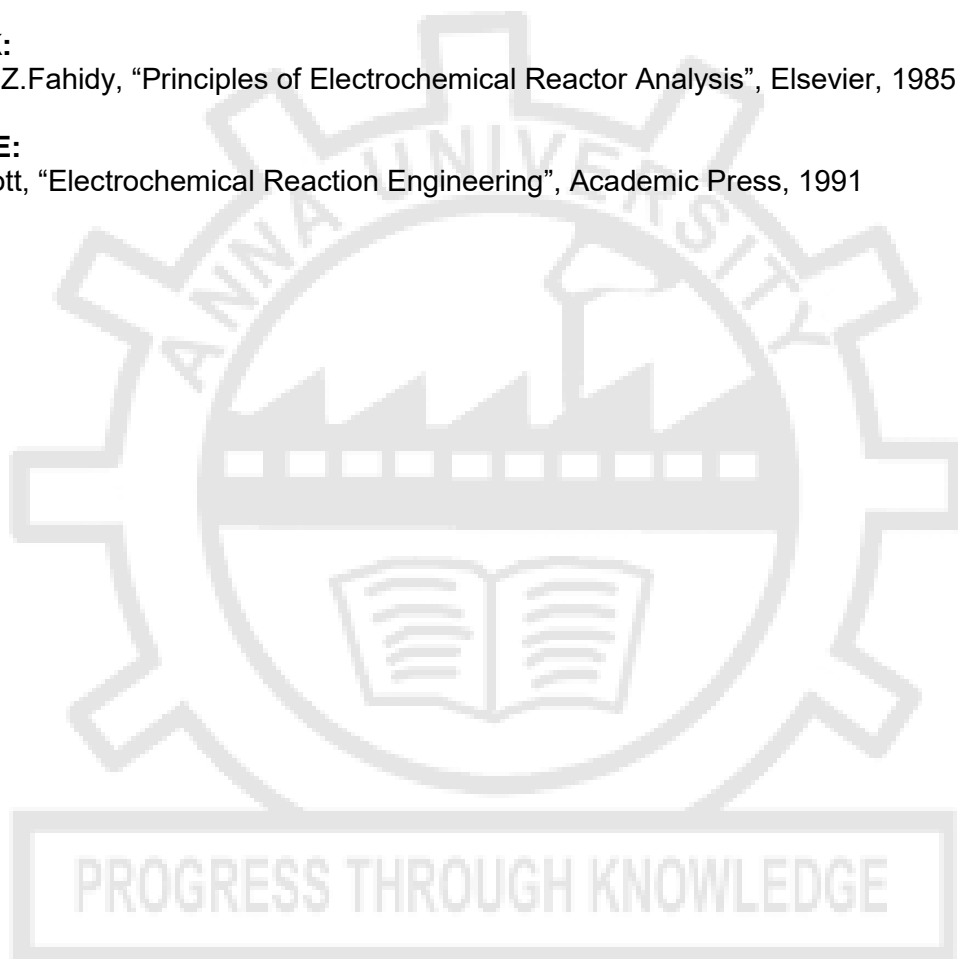 :
Z.Fahidy, “Principles of Electrochemical Reactor Analysis”, Elsevier, 1985
E:
ott, “Electrochemical Reaction Engineering”, Academic Press, 1991
ANNA UNIVERSITY
PROGRESS THROUGH KNOWLEDGE